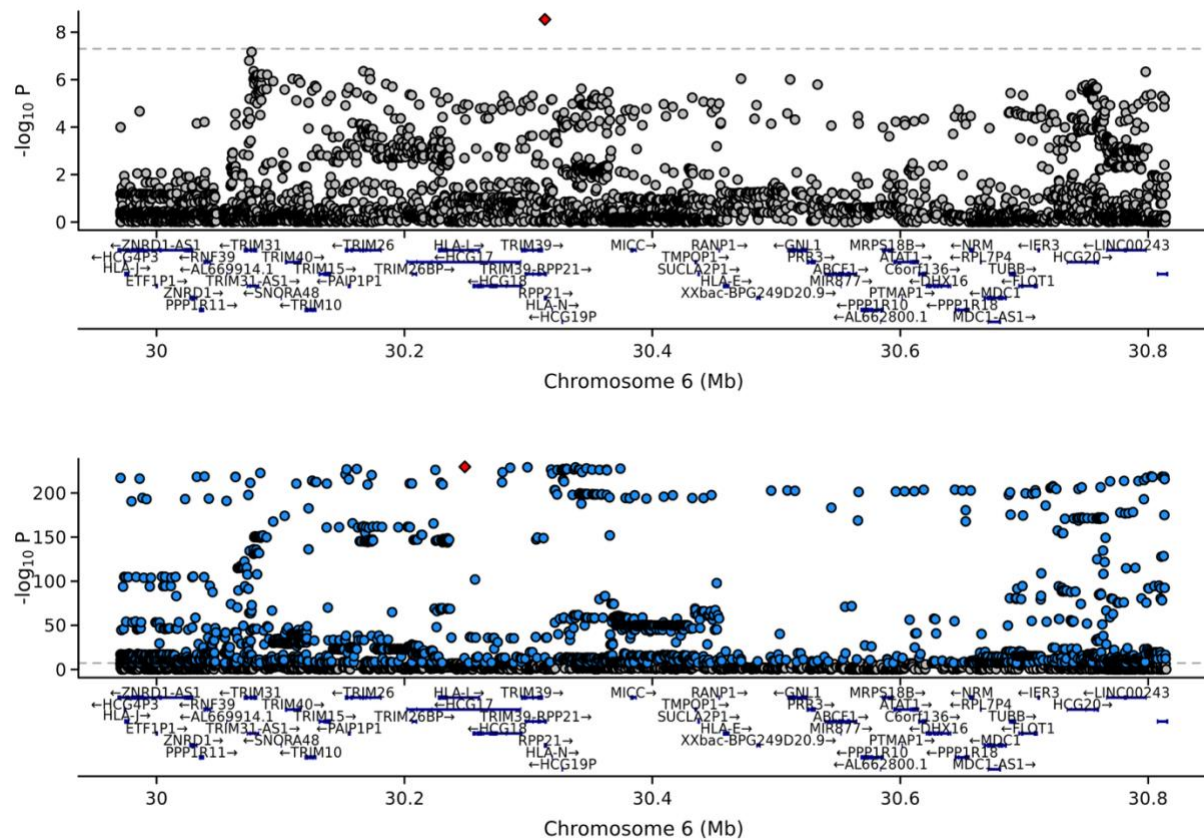 8
6
4
2
0
-log10 P
←ZNRD1-AS1 ←TRIM31 ←TRIM26 HLA-L→ TRIM39→ MICC→ RANP1→ ←GNL1 MRPS18B→ ←NRM ←IER3 ←LINC00243
←HCG4P3 ←RNF39 TRIM40→ ←HCG17 TMPOP1→ PRR3→ ATAT1→ ←RPL7P4 HCG20→
HLA-J→ ←AL669914.1 TRIM15→ TRIM26BP→ TRIM39-RPP21→ SUCLA2P1→ ABCF1→ C6orf136→ TUBB→
ETF1P1→ TRIM31-AS1→ ←PAIP1P1 ←HCG18 HLA-E→ MIR877→ ←DHX16 ←FLOT1
ZNRD1→ ←SNORA48 RPP21→ XXbac-BPG249D20.9→ PTMAP1→ ←MDC1
PPP1R11→ ←TRIM10 HLA-N→ ←PPP1R10 ←PPP1R18
←HCG19P ←AL662800.1 MDC1-AS1→
30 30.2 30.4 30.6 30.8
Chromosome 6 (Mb)
200
150
100
50
0
-log10 P
←ZNRD1-AS1 ←TRIM31 ←TRIM26 HLA-L→ TRIM39→ MICC→ RANP1→ ←GNL1 MRPS18B→ ←NRM ←IER3 ←LINC00243
←HCG4P3 ←RNF39 TRIM40→ ←HCG17 TMPOP1→ PRR3→ ATAT1→ ←RPL7P4 HCG20→
HLA-J→ ←AL669914.1 TRIM15→ TRIM26BP→ TRIM39-RPP21→ SUCLA2P1→ ABCF1→ C6orf136→ TUBB→
ETF1P1→ TRIM31-AS1→ ←PAIP1P1 ←HCG18 HLA-E→ MIR877→ ←DHX16 ←FLOT1
ZNRD1→ ←SNORA48 RPP21→ XXbac-BPG249D20.9→ PTMAP1→ ←MDC1
PPP1R11→ ←TRIM10 HLA-N→ ←PPP1R10 ←PPP1R18
←HCG19P ←AL662800.1 MDC1-AS1→
30 30.2 30.4 30.6 30.8
Chromosome 6 (Mb)